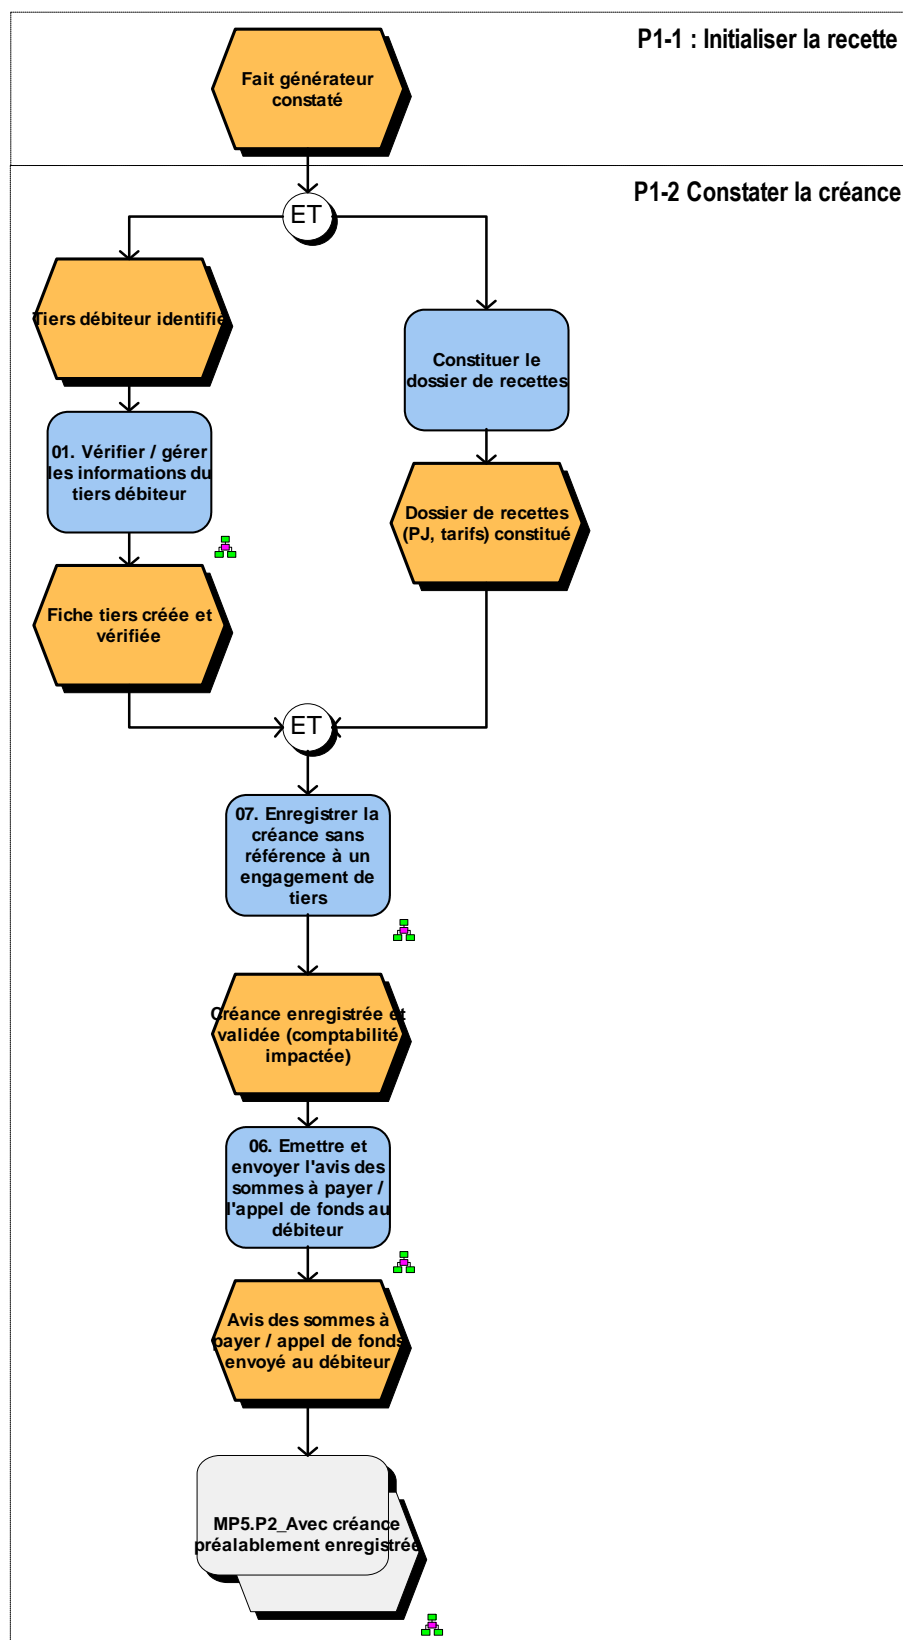 P1-1 : Initialiser la recette
Fait générateur
constaté
P1-2 Constater la créance
ET
Tiers débiteur identifié
Constituer le
dossier de recettes
01. Vérifier / gérer
les informations du
tiers débiteur
Dossier de recettes
(PJ, tarifs) constitué
Fiche tiers créée et
vérifiée
ET
07. Enregistrer la
créance sans
référence à un
engagement de
tiers
Créance enregistrée et
validée (comptabilité
impactée)
06. Emettre et
envoyer l'avis des
sommes à payer /
l'appel de fonds au
débiteur
Avis des sommes à
payer / appel de fonds
envoyé au débiteur
MP5.P2_Avec créance
préalablement enregistrée